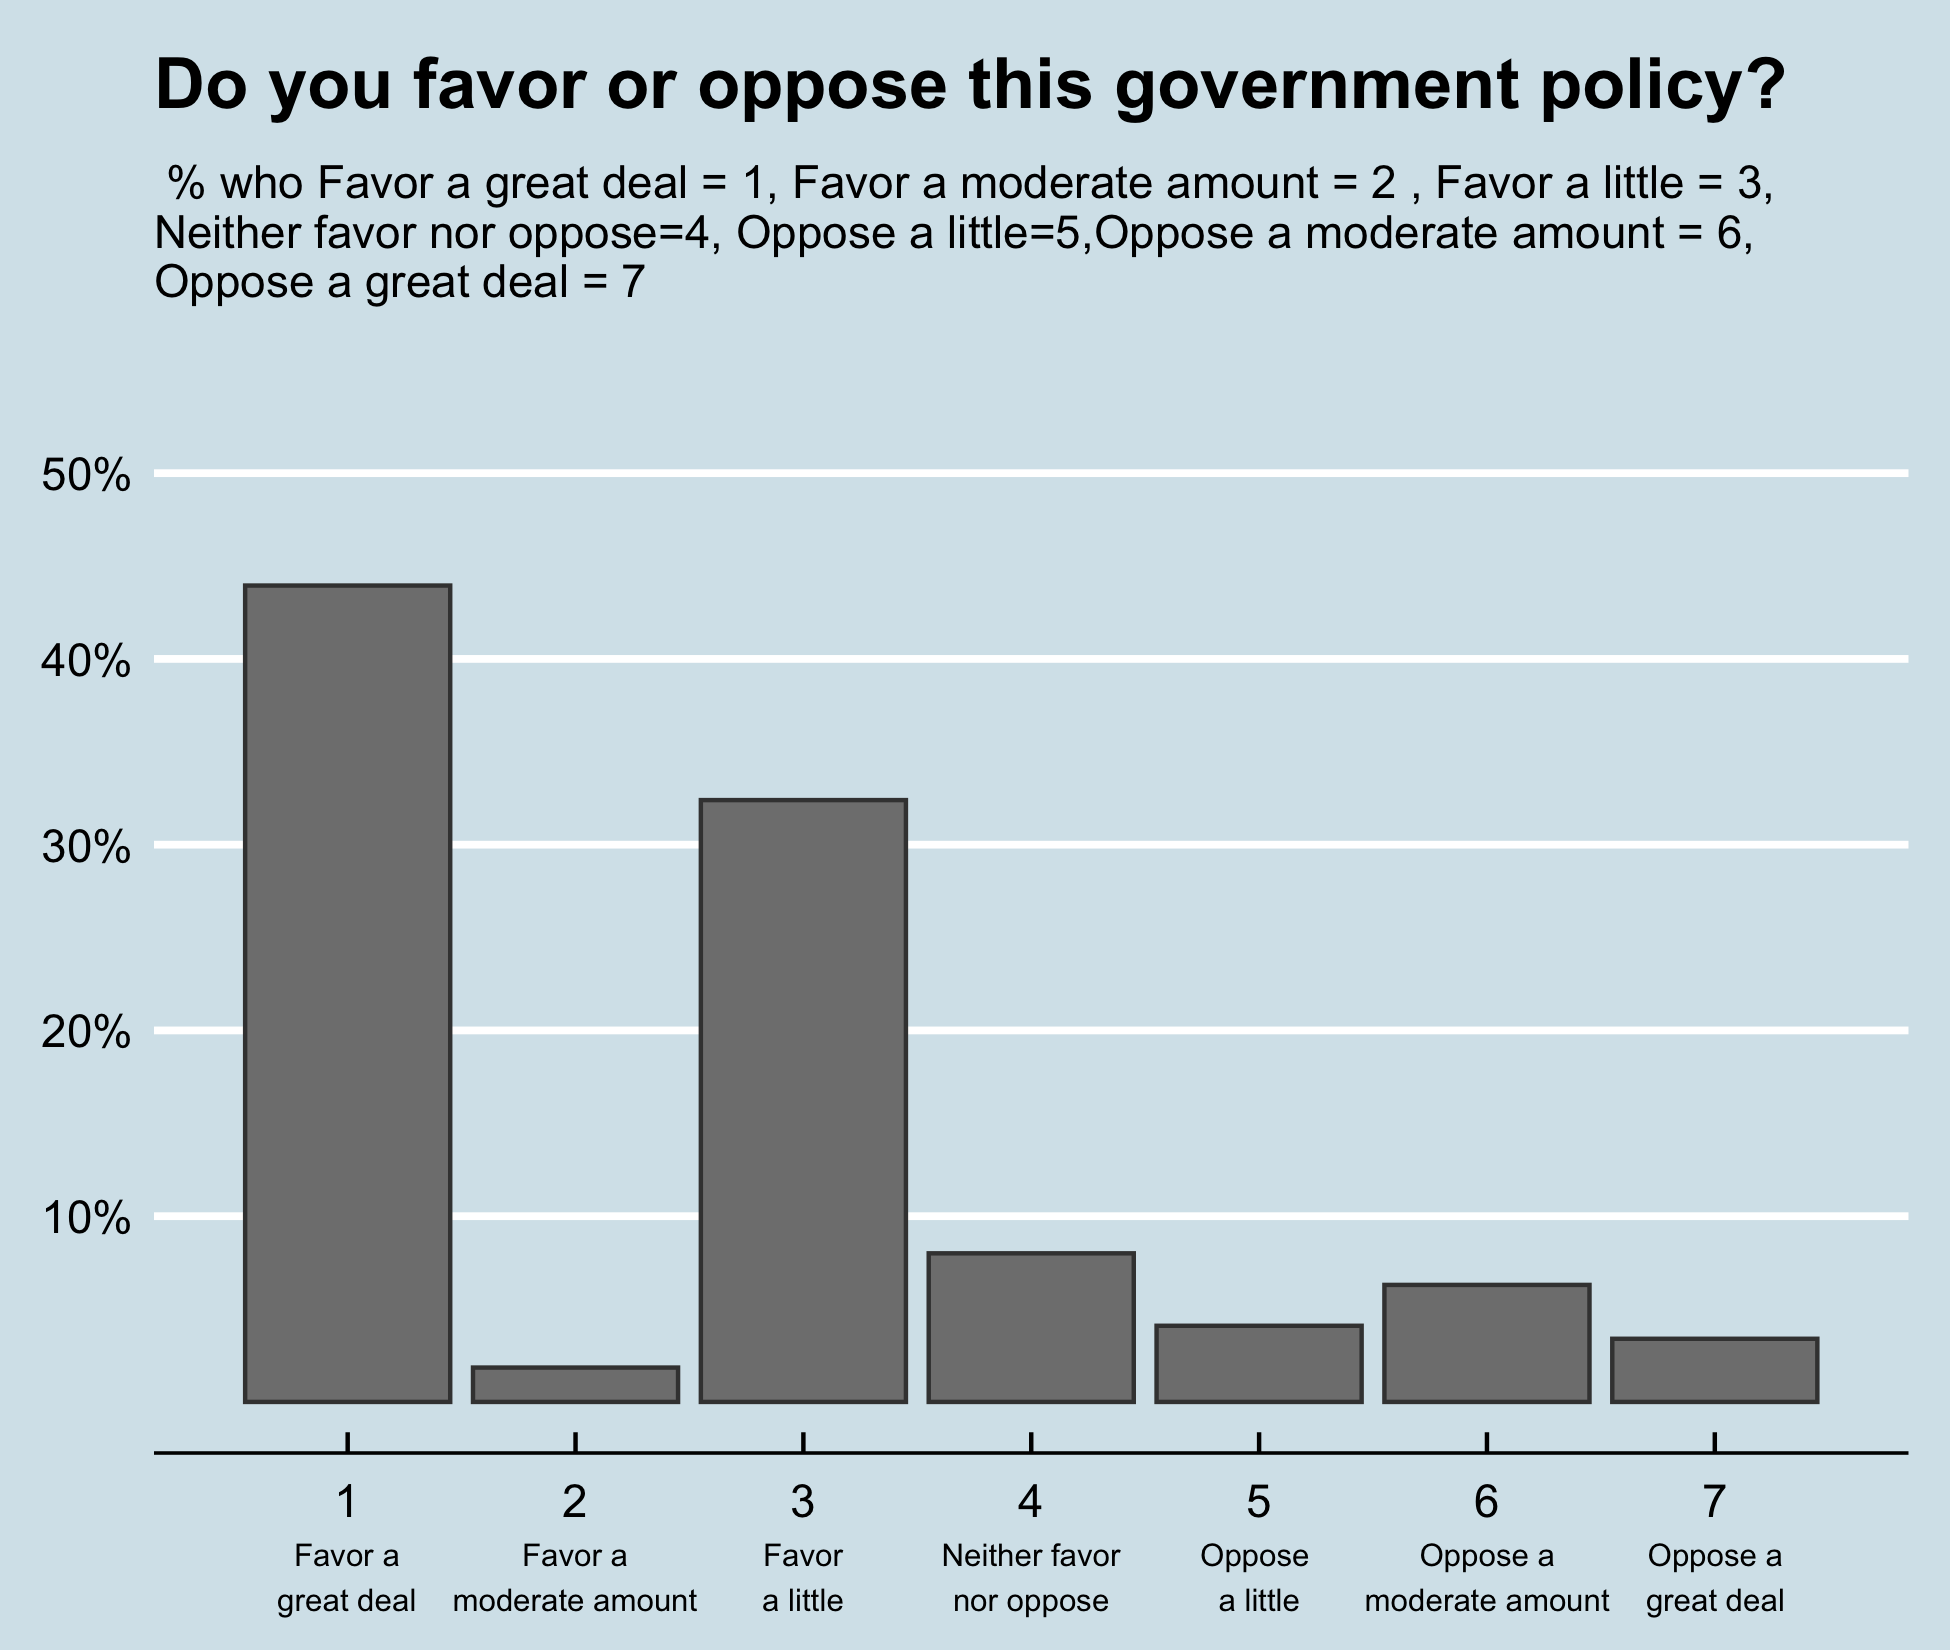 Do you favor or oppose this government policy?
% who Favor a great deal = 1, Favor a moderate amount = 2 , Favor a little = 3,
Neither favor nor oppose=4, Oppose a little=5,Oppose a moderate amount = 6,
Oppose a great deal = 7
50%
40%
30%
20%
10%
1 2 3 4 5 6 7
Favor a Favor a Favor Neither favor Oppose Oppose a Oppose a
great deal moderate amount a little nor oppose a little moderate amount great deal